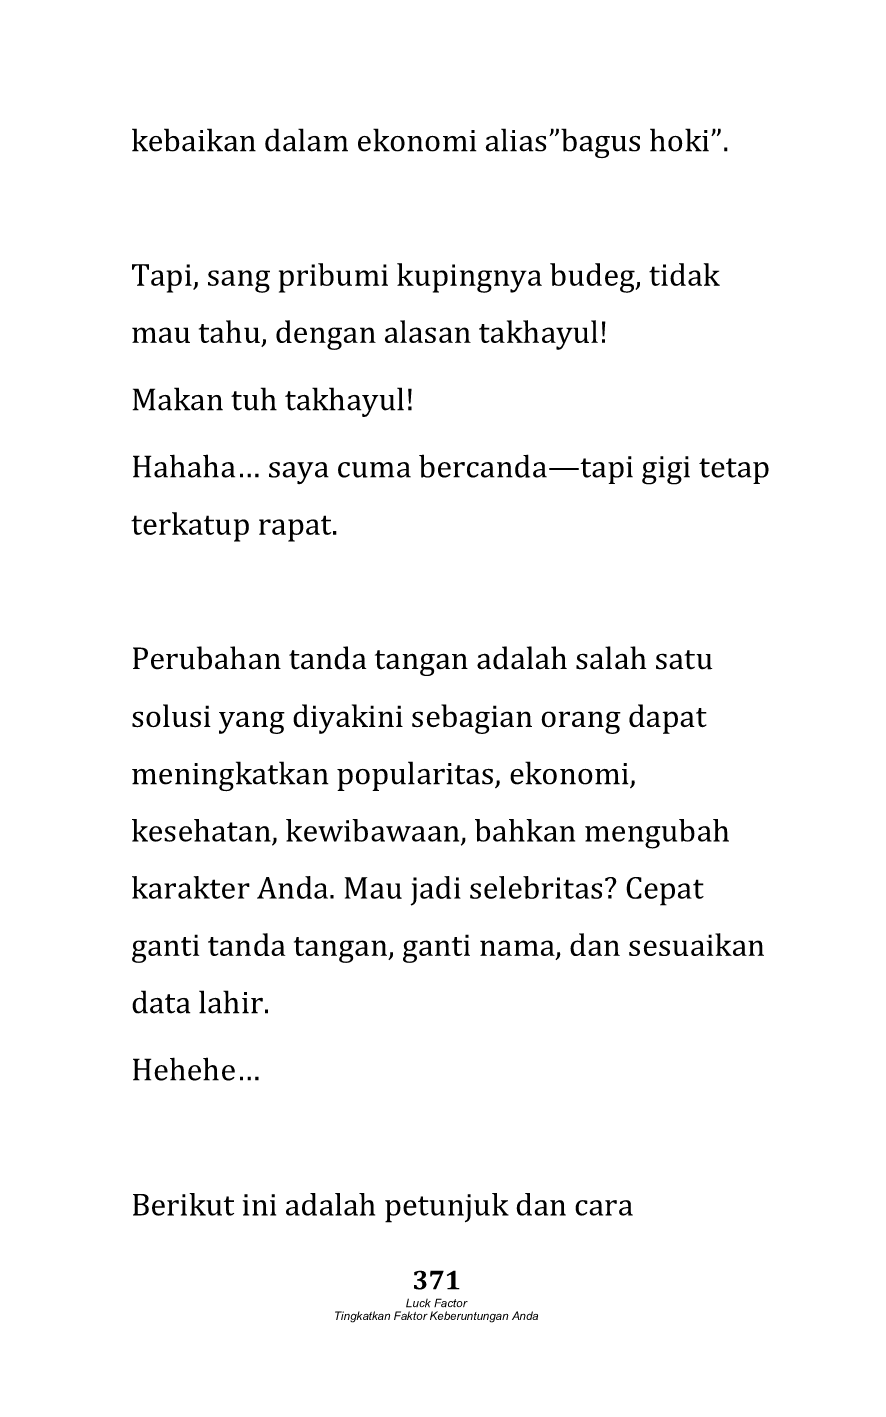 kebaikan dalam ekonomi alias”bagus hoki”.
Tapi, sang pribumi kupingnya budeg, tidak
mau tahu, dengan alasan takhayul!
Makan tuh takhayul!
Hahaha… saya cuma bercanda—tapi gigi tetap
terkatup rapat.
Perubahan tanda tangan adalah salah satu
solusi yang diyakini sebagian orang dapat
meningkatkan popularitas, ekonomi,
kesehatan, kewibawaan, bahkan mengubah
karakter Anda. Mau jadi selebritas? Cepat
ganti tanda tangan, ganti nama, dan sesuaikan
data lahir.
Hehehe…
Berikut ini adalah petunjuk dan cara
371
Luck Factor
Tingkatkan Faktor Keberuntungan Anda